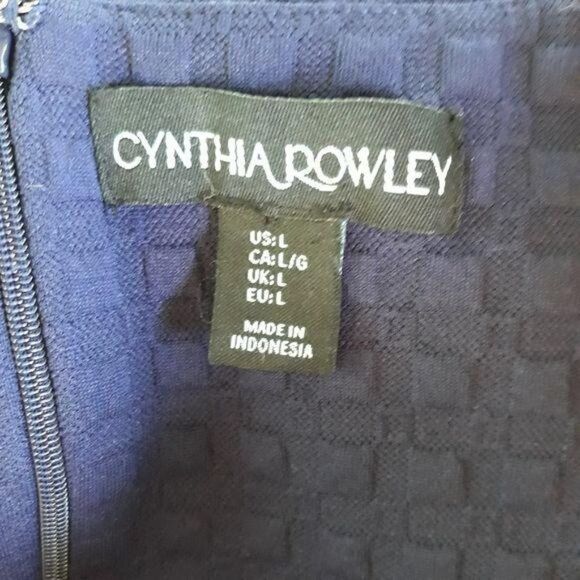 CYNTHIA ROWLEY
US: L
CA: L/G
UK: L
EU: L
MADE IN
INDONESIA